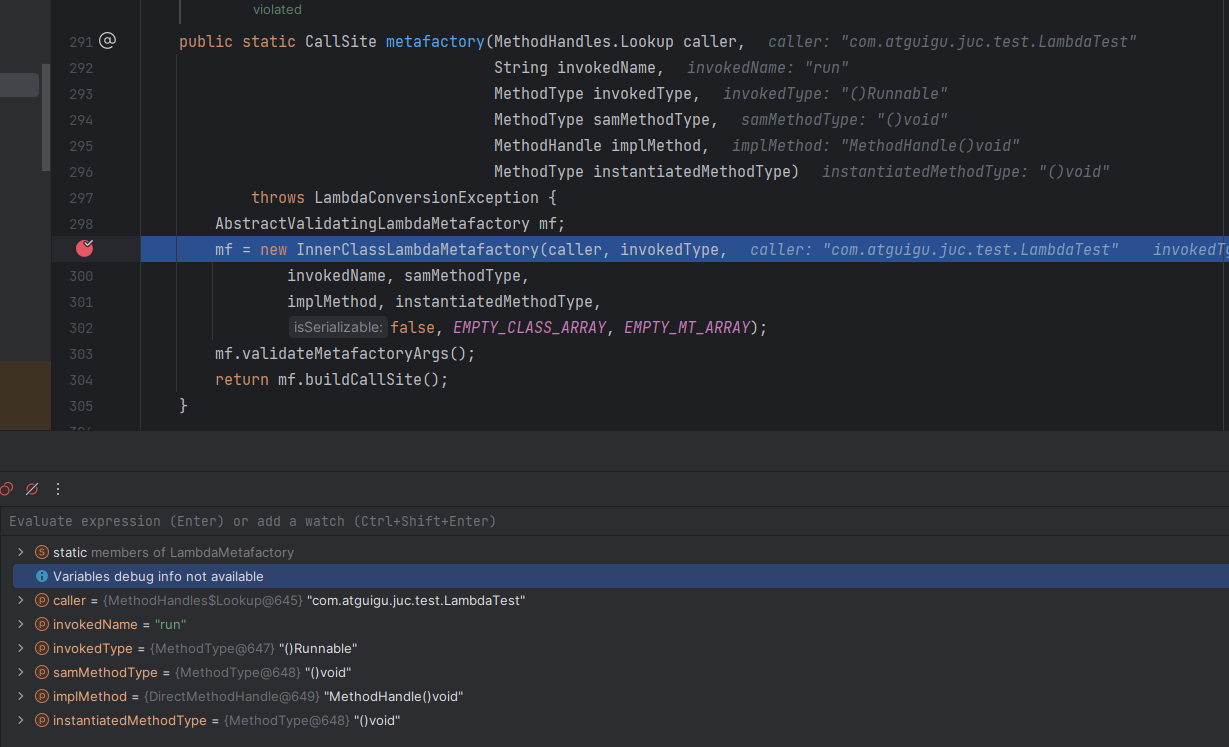 violated
291 public static CallSite metafactory(MethodHandles.Lookup caller, caller: "com.atguigu.juc.test.LambdaTest"
292 String invokedName, invokedName: "run"
293 MethodType invokedType, invokedType: "()Runnable"
294 MethodType samMethodType, samMethodType: "()void"
295 MethodHandle implMethod, implMethod: "MethodHandle()void"
296 MethodType instantiatedMethodType) instantiatedMethodType: "()void"
297 throws LambdaConversionException {
298 AbstractValidatingLambdaMetafactory mf;
mf = new InnerClassLambdaMetafactory(caller, invokedType, caller: "com.atguigu.juc.test.LambdaTest"
300 invokedName, samMethodType,
301 implMethod, instantiatedMethodType,
302 isSerializable: false, EMPTY_CLASS_ARRAY, EMPTY_MT_ARRAY);
303 mf.validateMetafactoryArgs();
304 return mf.buildCallSite();
305 }
Evaluate expression (Enter) or add a watch (Ctrl+Shift+Enter)
static members of LambdaMetafactory
Variables debug info not available
caller = {MethodHandles$Lookup@645} "com.atguigu.juc.test.LambdaTest"
invokedName = "run"
invokedType = {MethodType@647} "()Runnable"
samMethodType = {MethodType@648} "()void"
implMethod = {DirectMethodHandle@649} "MethodHandle()void"
instantiatedMethodType = {MethodType@648} "()void"